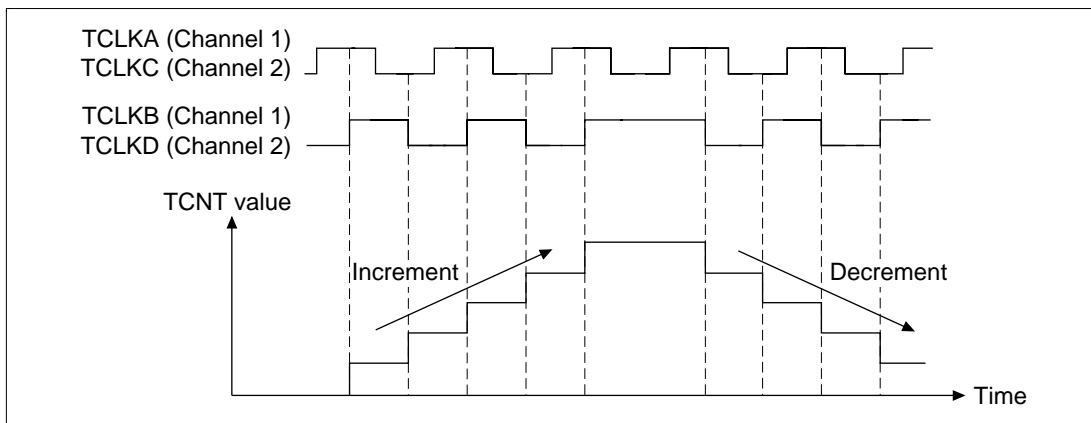 TCLKA (Channel 1)
TCLKC (Channel 2)
TCLKB (Channel 1)
TCLKD (Channel 2)
TCNT value
Increment
Decrement
Time